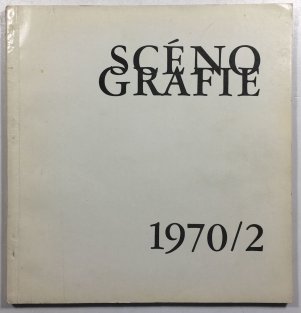 SCÉNO
GRAFIE
1970/2